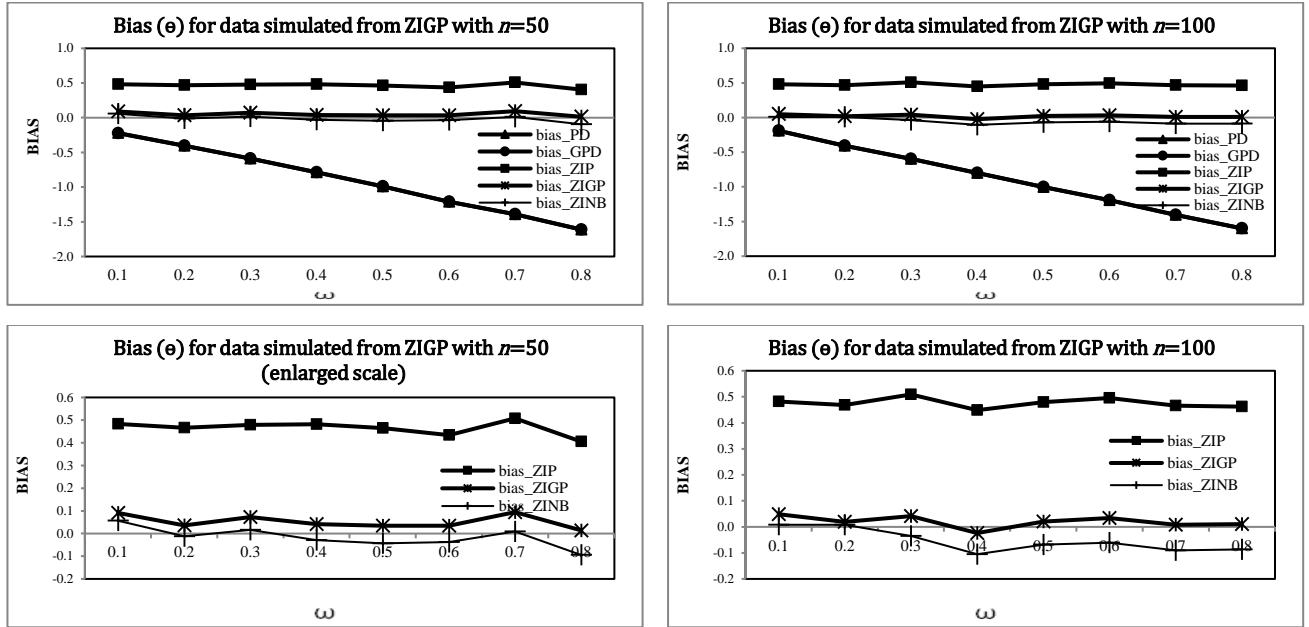 Bias (ɵ) for data simulated from ZIGP with n=50
1.0
0.5
0.0
-0.5
-1.0
-1.5
-2.0
BIAS
bias_PD
bias_GPD
bias_ZIP
bias_ZIGP
bias_ZINB
0.1 0.2 0.3 0.4 0.5 0.6 0.7 0.8
ω
Bias (ɵ) for data simulated from ZIGP with n=100
1.0
0.5
0.0
-0.5
-1.0
-1.5
-2.0
BIAS
bias_PD
bias_GPD
bias_ZIP
bias_ZIGP
bias_ZINB
0.1 0.2 0.3 0.4 0.5 0.6 0.7 0.8
ω
Bias (ɵ) for data simulated from ZIGP with n=50
(enlarged scale)
0.6
0.5
0.4
0.3
0.2
0.1
0.0
-0.1
-0.2
BIAS
bias_ZIP
bias_ZIGP
bias_ZINB
0.1 0.2 0.3 0.4 0.5 0.6 0.7 0.8
ω
Bias (ɵ) for data simulated from ZIGP with n=100
0.6
0.5
0.4
0.3
0.2
0.1
0.0
-0.1
-0.2
BIAS
bias_ZIP
bias_ZIGP
bias_ZINB
0.1 0.2 0.3 0.4 0.5 0.6 0.7 0.8
ω